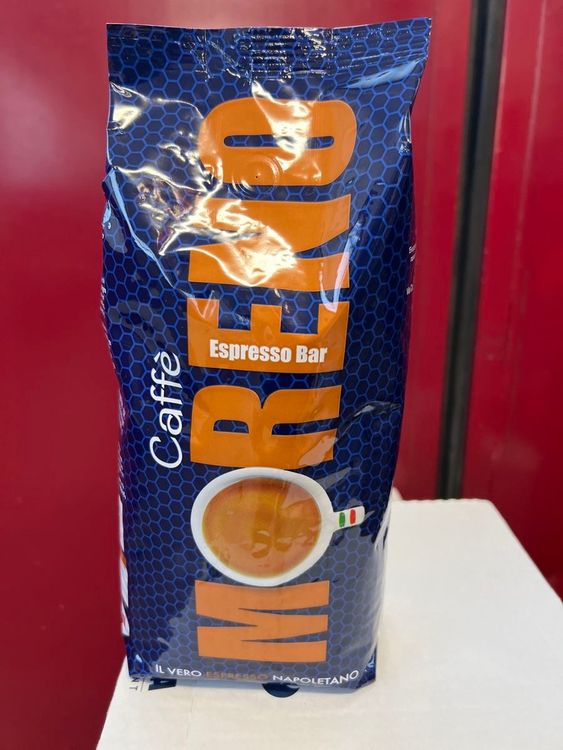 Caffè
MORENO
Espresso Bar
IL VERO ESPRESSO NAPOLETANO